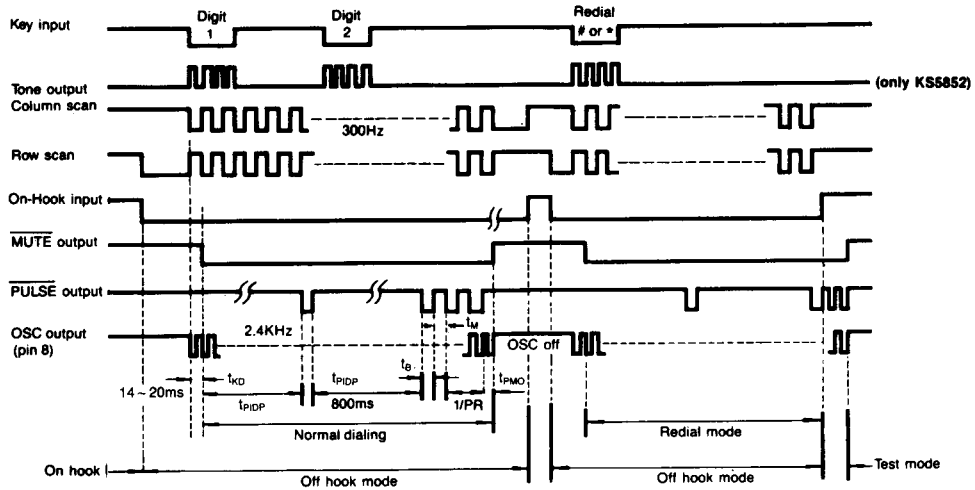 Key input
Digit
1
Digit
2
Redial
# or *
Tone output
(only KS5852)
Column scan
300Hz
Row scan
On-Hook input
MUTE output
PULSE output
OSC output
(pin 8)
2.4KHz
tM
OSC off
tB
14~20ms
tKD
tPIDP
tPIDP
800ms
1/PR
tPMO
Normal dialing
Redial mode
On hook
Off hook mode
Off hook mode
Test mode